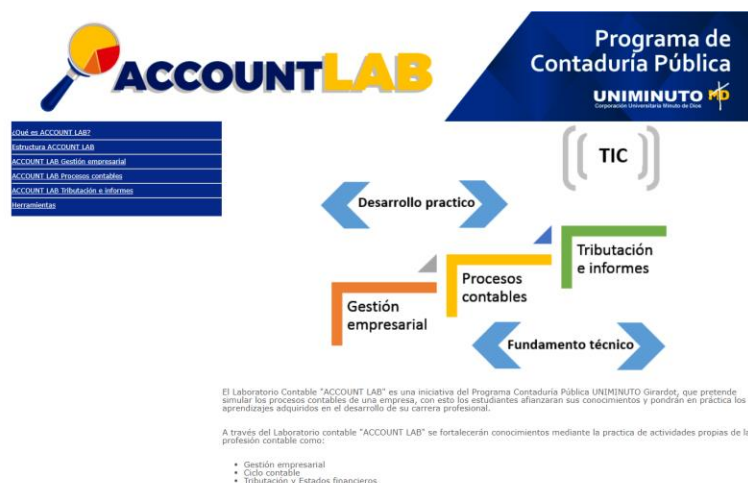 ACCOUNTLAB
Programa de
Contaduría Pública
UNIMINUTO MD
Corporación Universitaria Minuto de Dios
¿Qué es ACCOUNT LAB?
Estructura ACCOUNT LAB
ACCOUNT LAB Gestión empresarial
ACCOUNT LAB Procesos contables
ACCOUNT LAB Tributación e informes
Herramientas
TIC
Desarrollo practico
Tributación
e informes
Procesos
contables
Gestión
empresarial
Fundamento técnico
El Laboratorio Contable "ACCOUNT LAB" es una iniciativa del Programa Contaduría Pública UNIMINUTO Girardot, que pretende
simular los procesos contables de una empresa, con esto los estudiantes afianzaran sus conocimientos y pondrán en práctica los
aprendizajes adquiridos en el desarrollo de su carrera profesional.
A través del Laboratorio contable "ACCOUNT LAB" se fortalecerán conocimientos mediante la practica de actividades propias de la
profesión contable como:
• Gestión empresarial
• Ciclo contable
• Tributación y Estados financieros